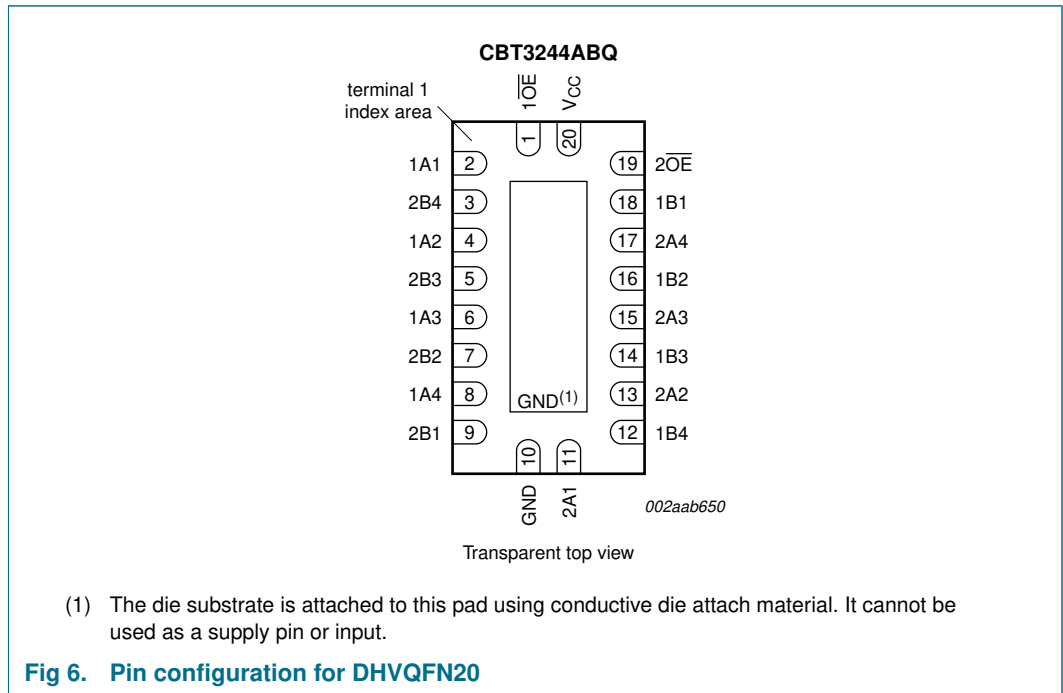 CBT3244ABQ
terminal 1
index area
1O̅E̅
VCC
1
20
1A1 2
19 2O̅E̅
2B4 3
18 1B1
1A2 4
17 2A4
2B3 5
16 1B2
1A3 6
15 2A3
2B2 7
14 1B3
1A4 8
GND(1)
13 2A2
2B1 9
12 1B4
10
11
GND
2A1
002aab650
Transparent top view
(1) The die substrate is attached to this pad using conductive die attach material. It cannot be
used as a supply pin or input.
Fig 6. Pin configuration for DHVQFN20